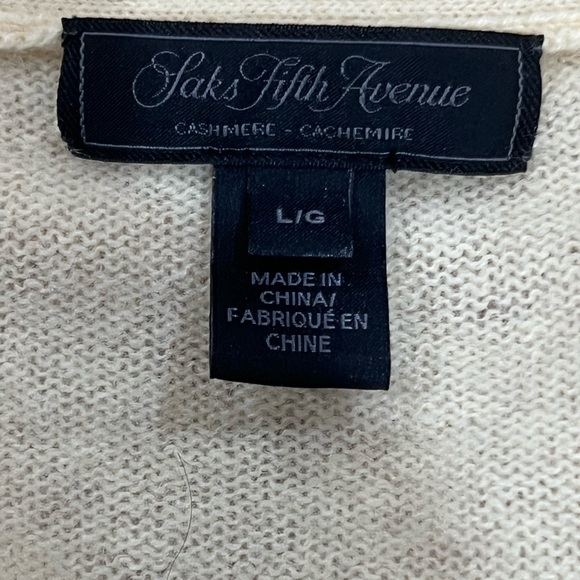 Saks Fifth Avenue
CASHMERE - CACHEMIRE
L/G
MADE IN
CHINA/
FABRIQUÉ EN
CHINE